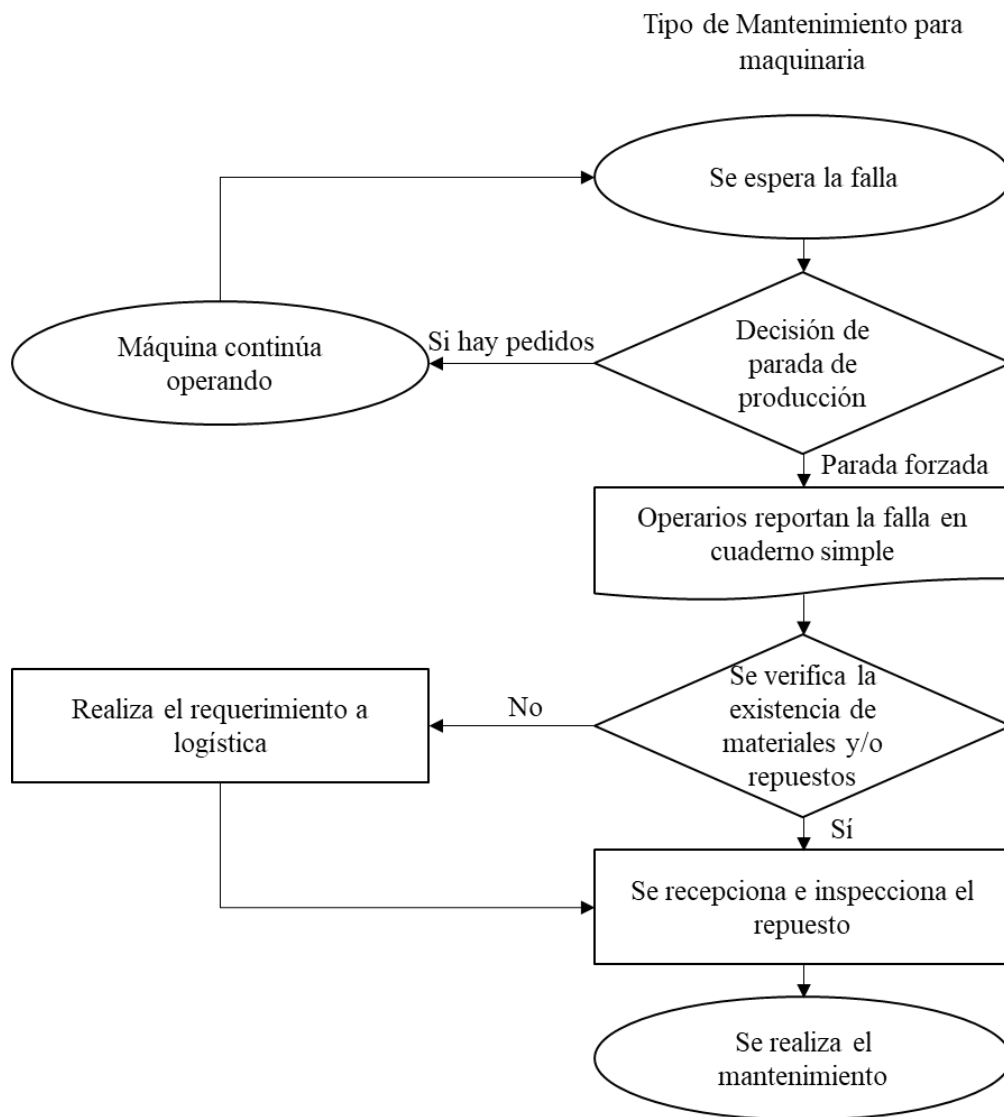 Tipo de Mantenimiento para
maquinaria
Se espera la falla
Decisión de
parada de
producción
Si hay pedidos
Máquina continúa
operando
Parada forzada
Operarios reportan la falla en
cuaderno simple
Se verifica la
existencia de
materiales y/o
repuestos
No
Realiza el requerimiento a
logística
Sí
Se recepciona e inspecciona el
repuesto
Se realiza el
mantenimiento